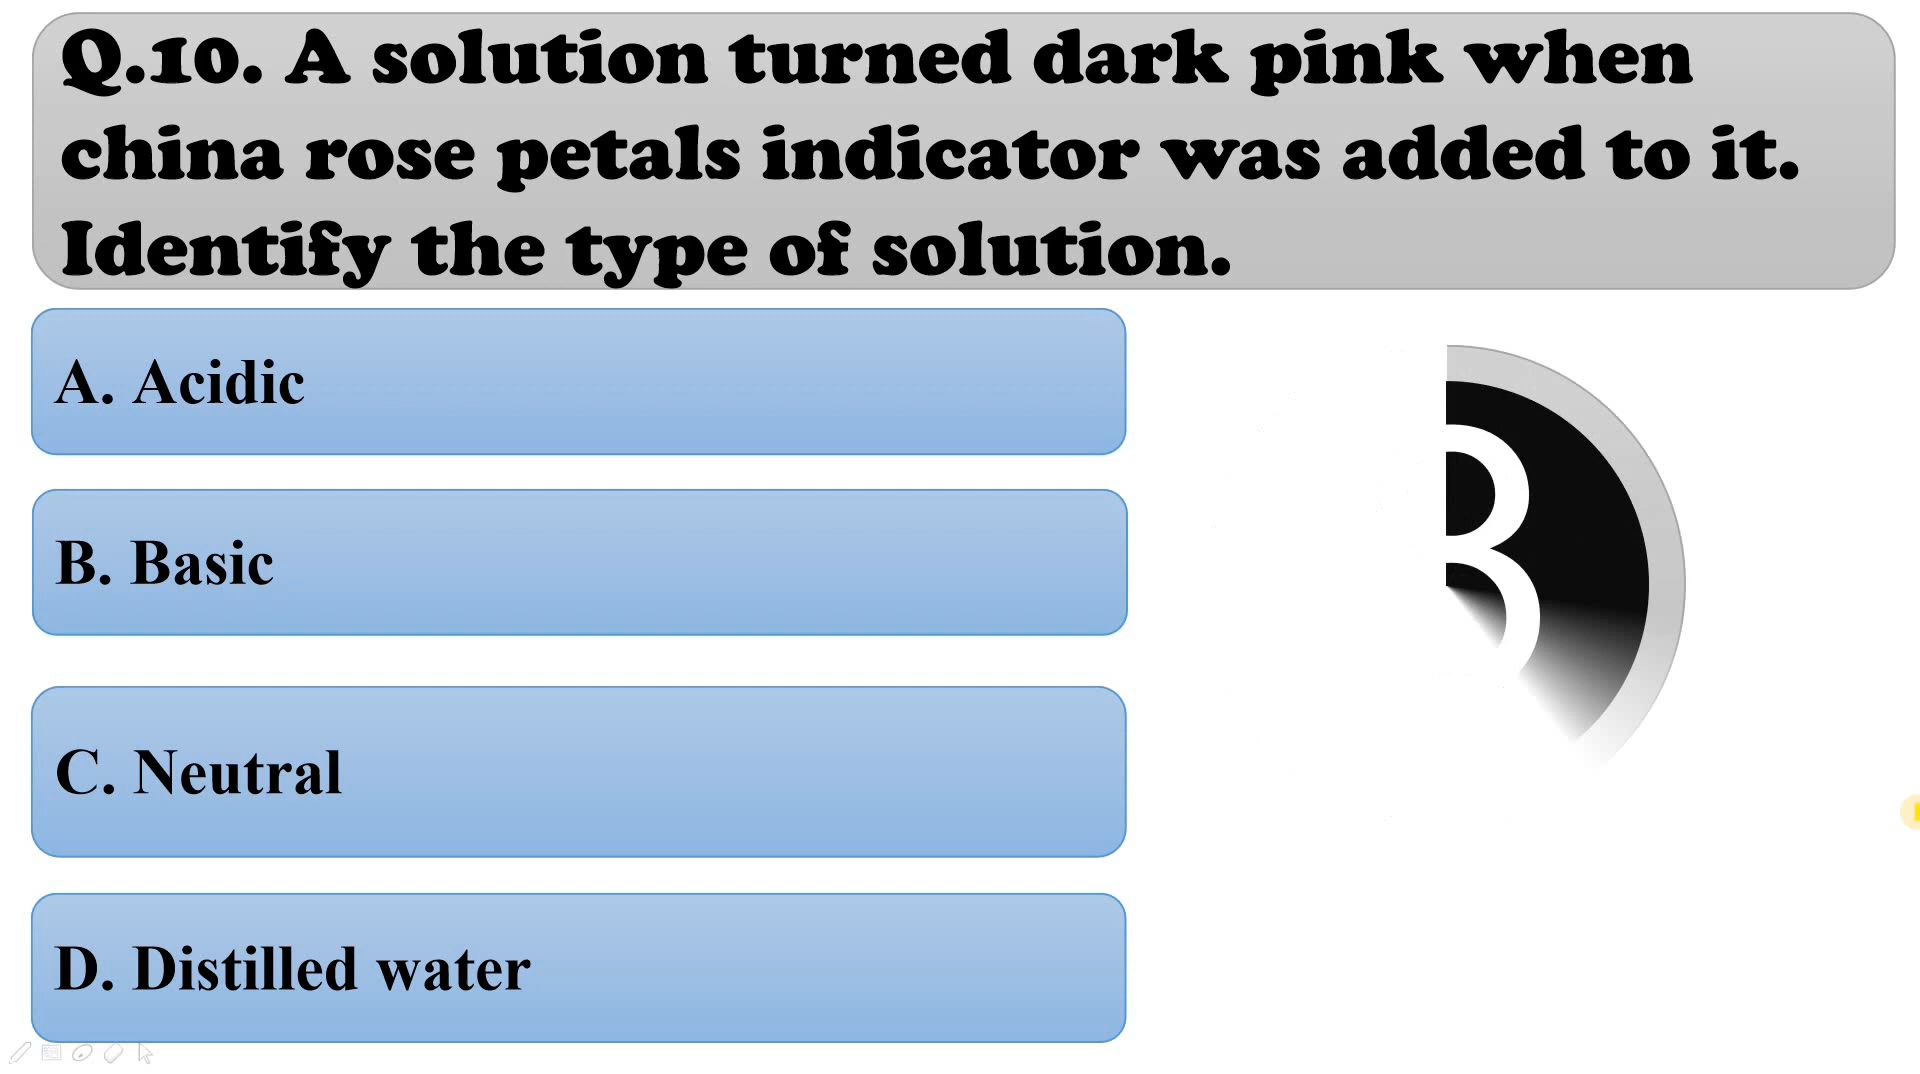 Q.10. A solution turned dark pink when
china rose petals indicator was added to it.
Identify the type of solution.
A. Acidic
B. Basic
C. Neutral
D. Distilled water